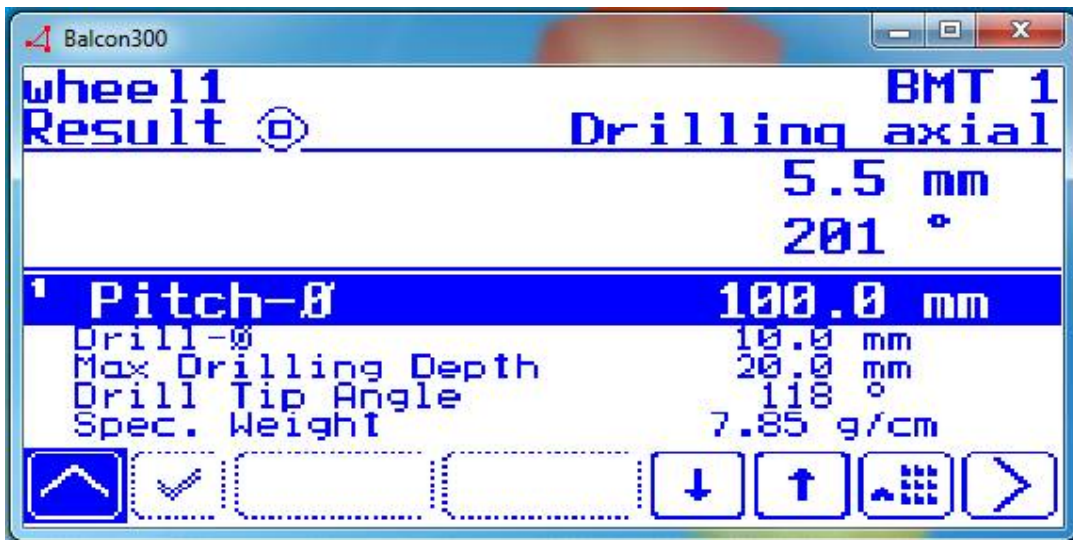 Balcon300
wheel1 BMT 1
Result Drilling axial
5.5 mm
201 °
1 Pitch-Ø 100.0 mm
Drill-Ø 10.0 mm
Max Drilling Depth 20.0 mm
Drill Tip Angle 118 °
Spec. Weight 7.85 g/cm